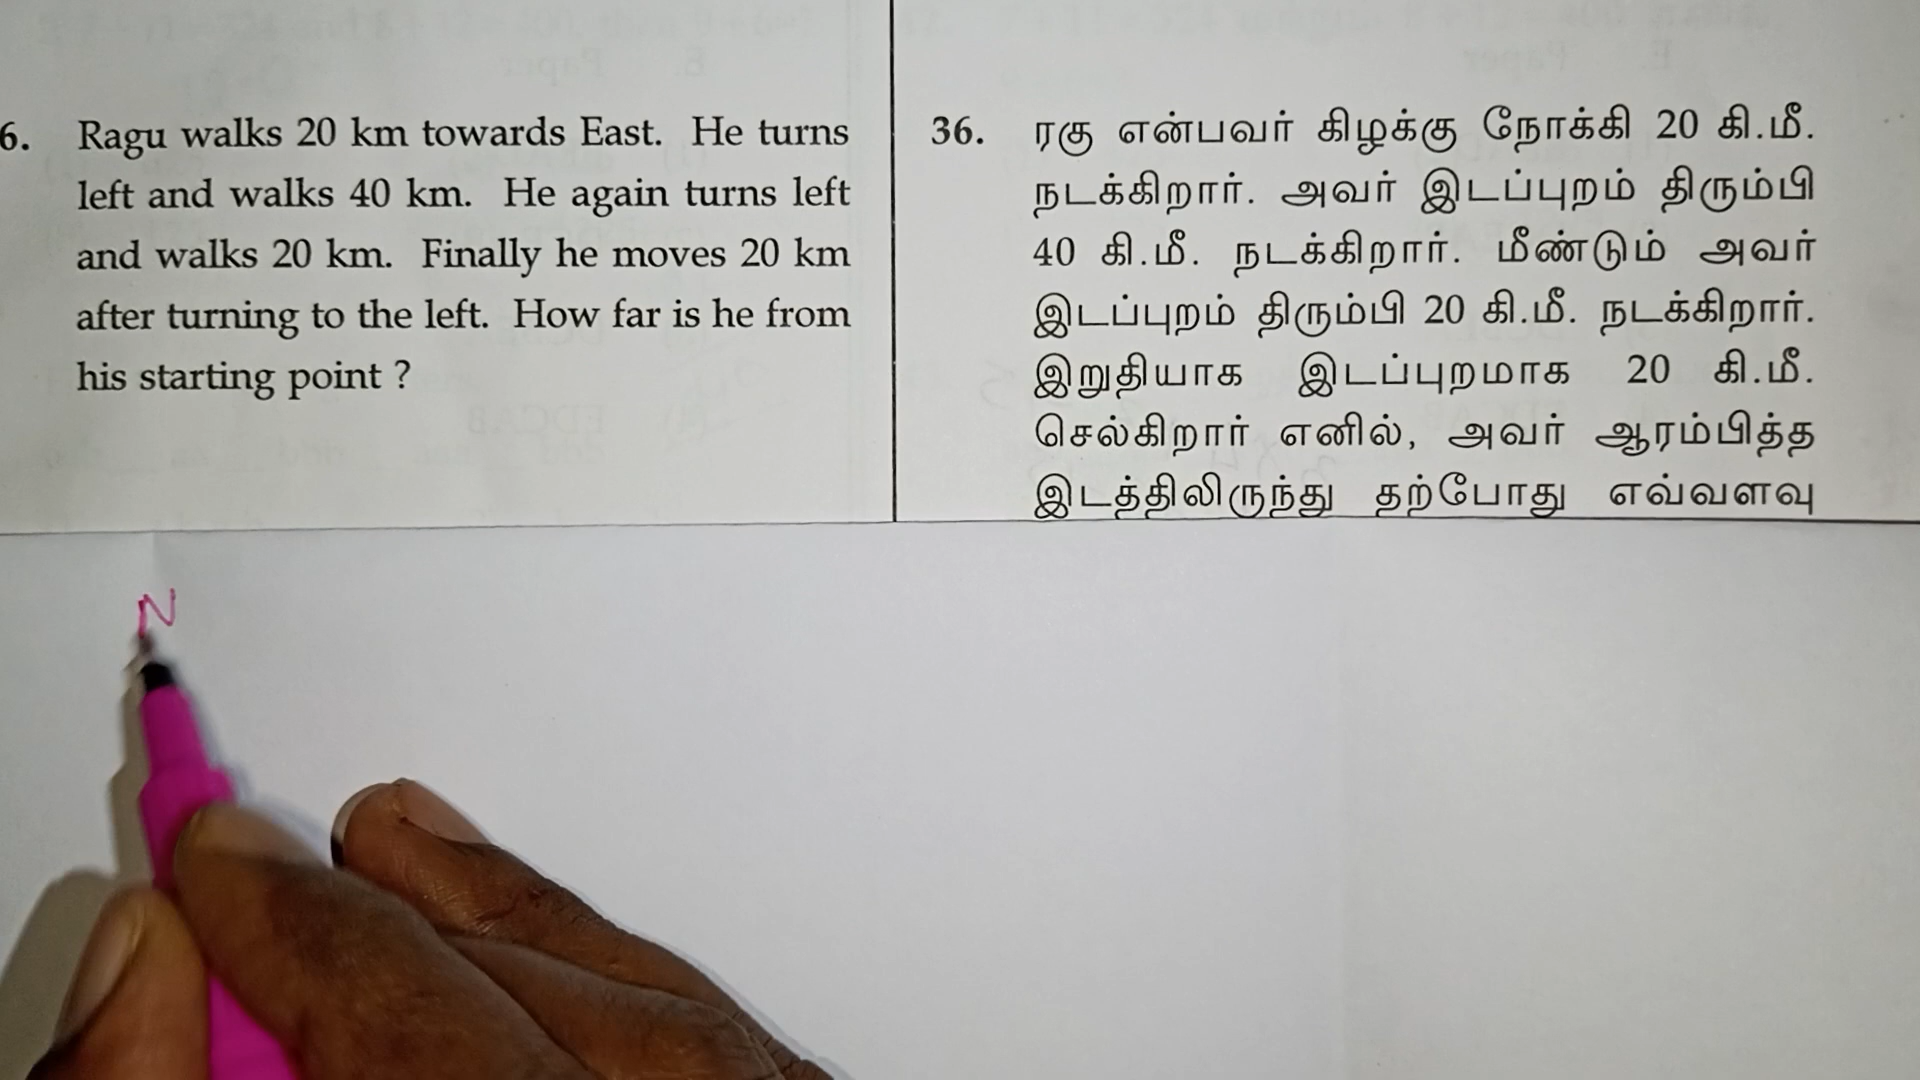 6. Ragu walks 20 km towards East. He turns
left and walks 40 km. He again turns left
and walks 20 km. Finally he moves 20 km
after turning to the left. How far is he from
his starting point ?
36. ரகு என்பவர் கிழக்கு நோக்கி 20 கி.மீ.
நடக்கிறார். அவர் இடப்புறம் திரும்பி
40 கி.மீ. நடக்கிறார். மீண்டும் அவர்
இடப்புறம் திரும்பி 20 கி.மீ. நடக்கிறார்.
இறுதியாக இடப்புறமாக 20 கி.மீ.
செல்கிறார் எனில், அவர் ஆரம்பித்த
இடத்திலிருந்து தற்போது எவ்வளவு
N